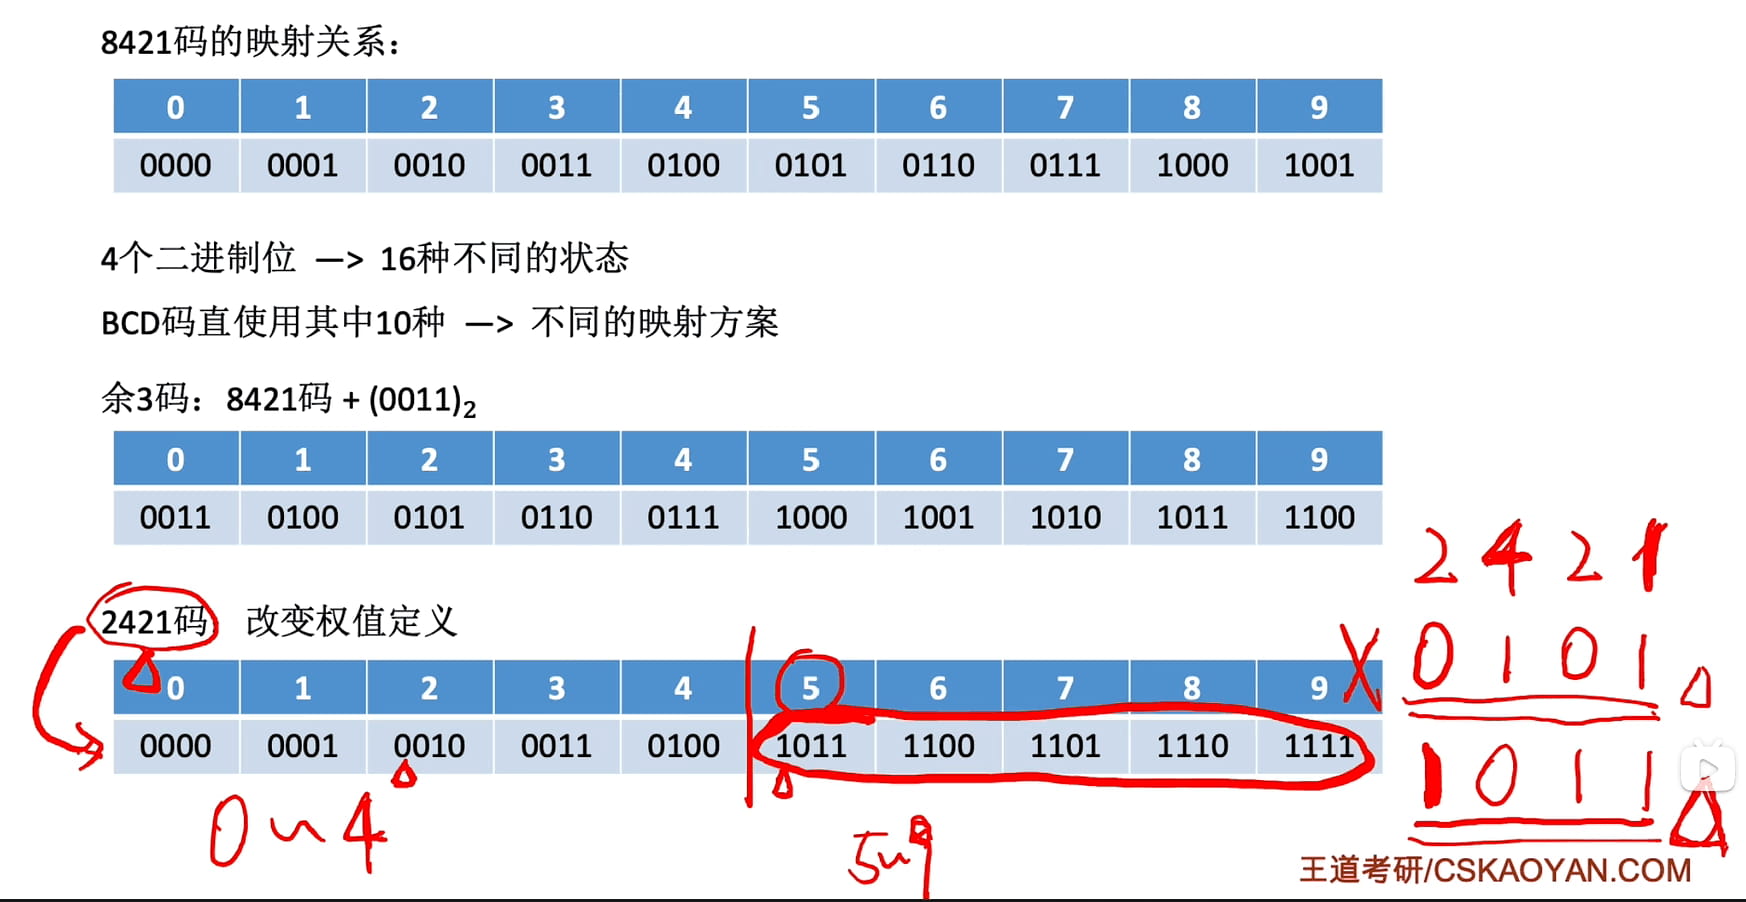 8421码的映射关系：
0 1 2 3 4 5 6 7 8 9
0000 0001 0010 0011 0100 0101 0110 0111 1000 1001
4个二进制位 —> 16种不同的状态
BCD码直使用其中10种 —> 不同的映射方案
余3码：8421码 + (0011)₂
0 1 2 3 4 5 6 7 8 9
0011 0100 0101 0110 0111 1000 1001 1010 1011 1100
2421码 改变权值定义
0 1 2 3 4 5 6 7 8 9
0000 0001 0010 0011 0100 1011 1100 1101 1110 1111
2 4 2 1
0 1 0 1
1 0 1 1
0~4
5~9
王道考研/CSKAOYAN.COM